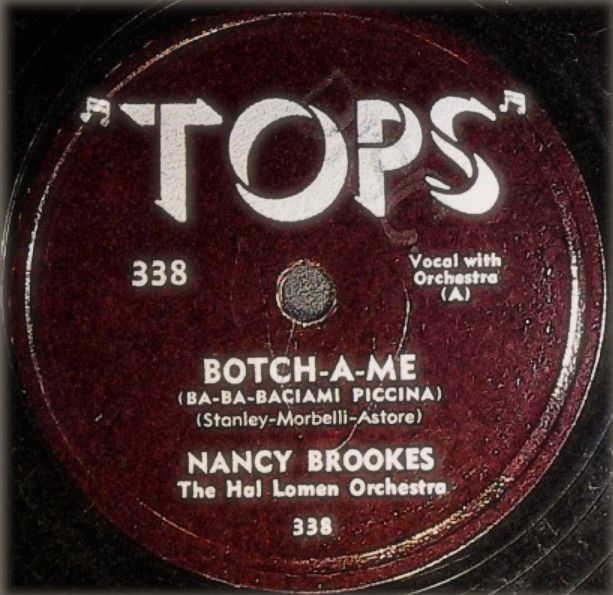 "TOPS"
338
Vocal with
Orchestra
(A)
BOTCH-A-ME
(BA-BA-BACIAMI PICCINA)
(Stanley-Morbelli-Astore)
NANCY BROOKES
The Hal Lomen Orchestra
338